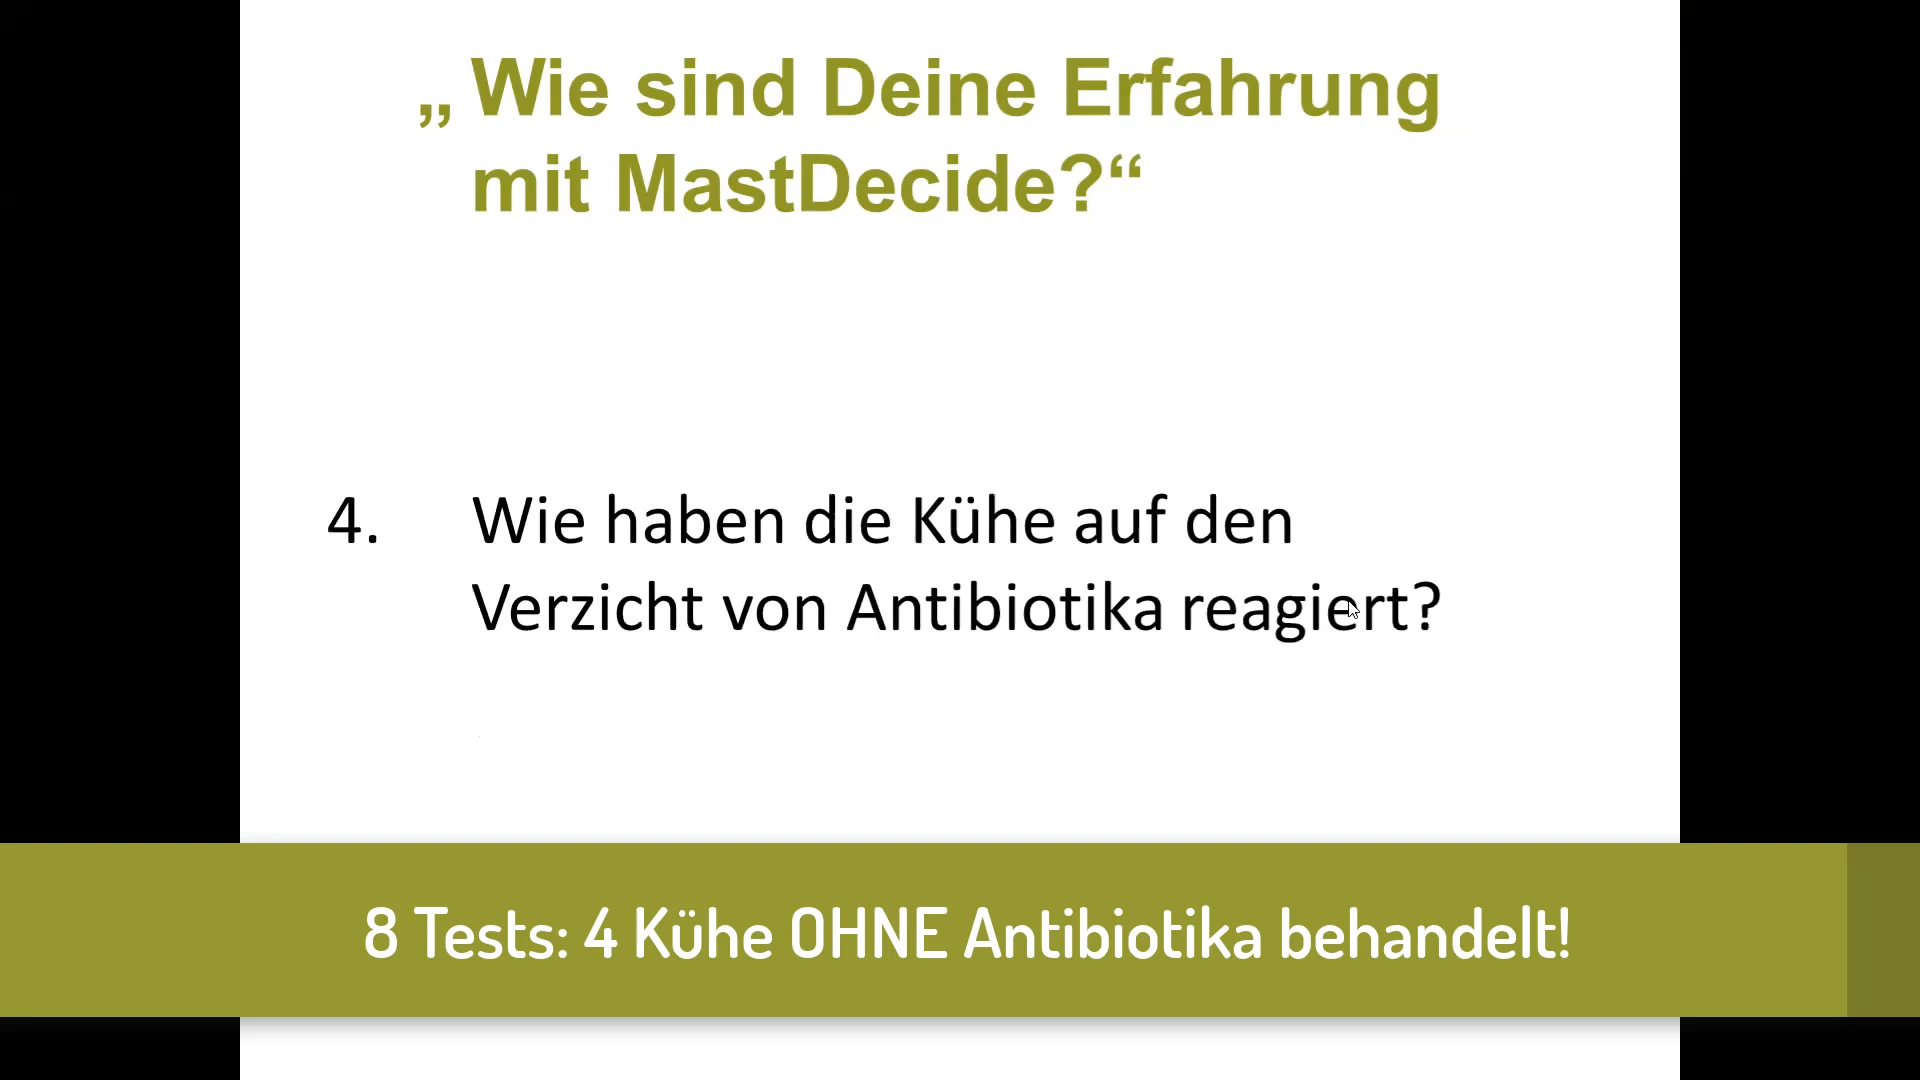 „ Wie sind Deine Erfahrung
mit MastDecide?“
4. Wie haben die Kühe auf den
Verzicht von Antibiotika reagiert?
8 Tests: 4 Kühe OHNE Antibiotika behandelt!